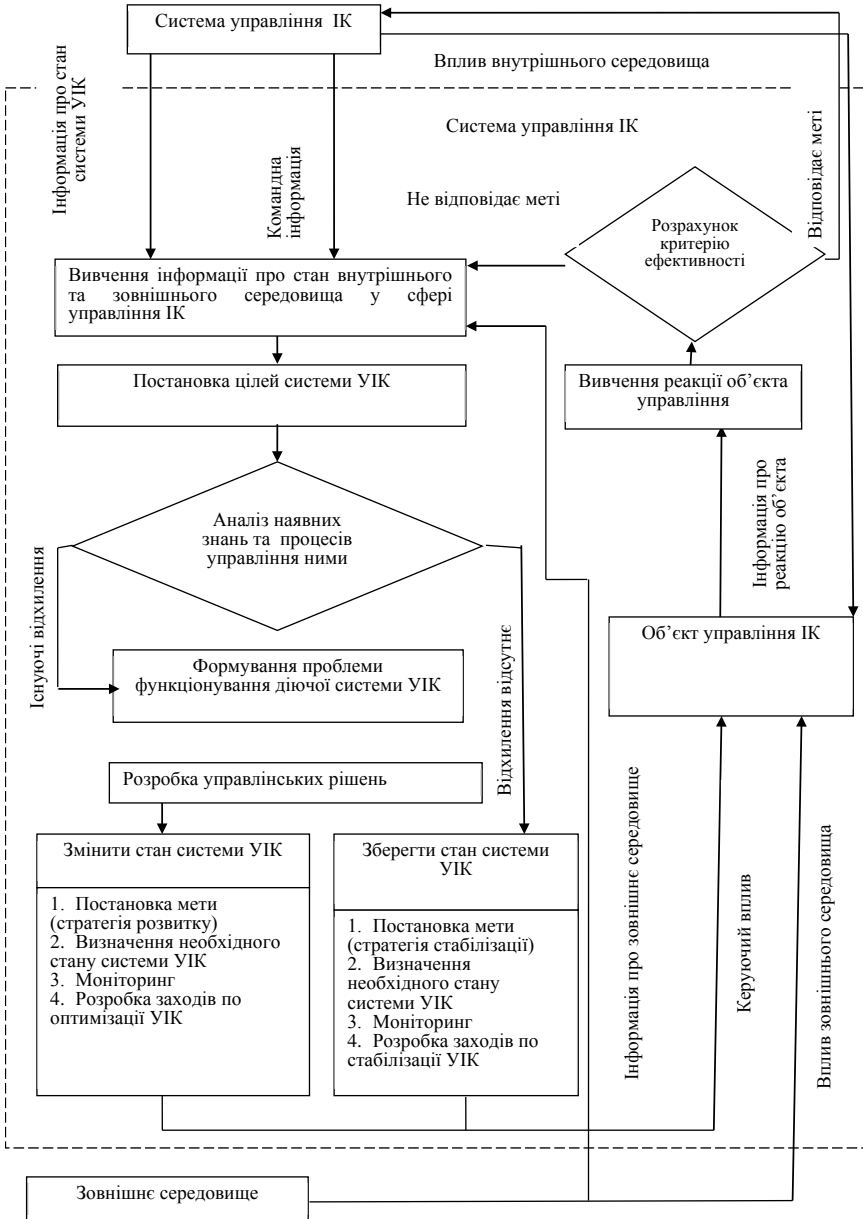 Система управління ІК
Вплив внутрішнього середовища
Інформація про стан
системи УІК
Система управління ІК
Командна
інформація
Не відповідає меті
Відповідає меті
Розрахунок
критерію
ефективності
Вивчення інформації про стан внутрішнього
та зовнішнього середовища у сфері
управління ІК
Постановка цілей системи УІК
Вивчення реакції об’єкта
управління
Аналіз наявних
знань та процесів
управління ними
Інформація про
реакцію об’єкта
Існуючі відхилення
Відхилення відсутнє
Об’єкт управління ІК
Формування проблеми
функціонування діючої системи УІК
Розробка управлінських рішень
Змінити стан системи УІК
1. Постановка мети
(стратегія розвитку)
2. Визначення необхідного
стану системи УІК
3. Моніторинг
4. Розробка заходів по
оптимізації УІК
Зберегти стан системи
УІК
1. Постановка мети
(стратегія стабілізації)
2. Визначення
необхідного стану
системи УІК
3. Моніторинг
4. Розробка заходів по
стабілізації УІК
Інформація про зовнішнє середовище
Керуючий вплив
Вплив зовнішнього середовища
Зовнішнє середовище